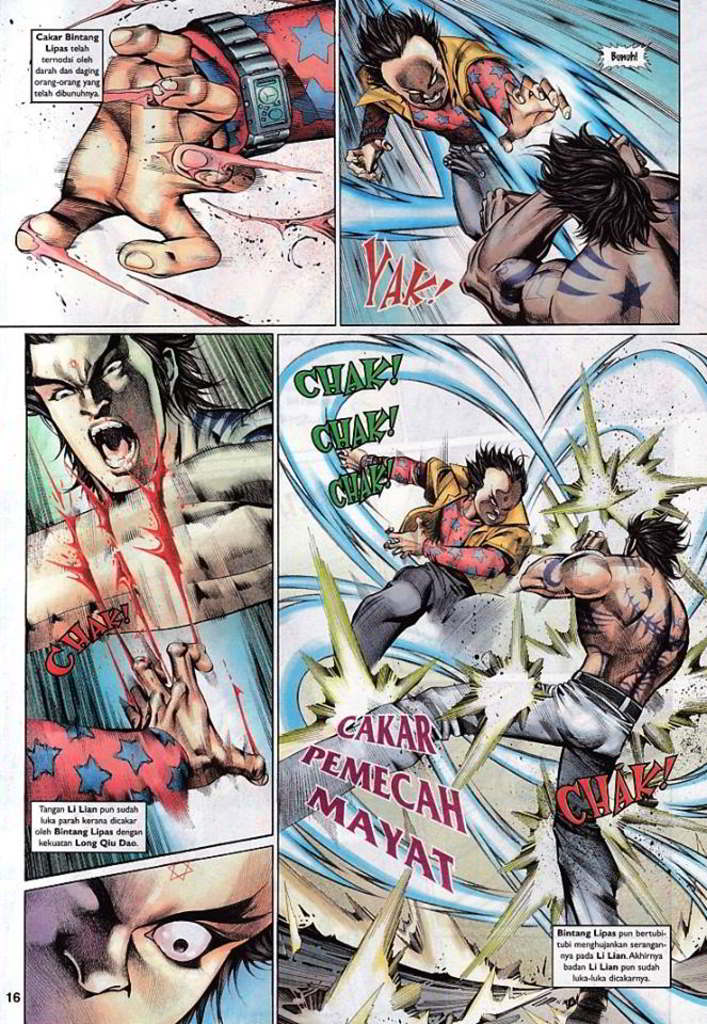 Cakar Bintang
Lipas telah
ternodai oleh
darah dan daging
orang-orang yang
telah dibunuhnya.
Bunuh!
YAK!
CHAK!
Tangan Li Lian pun sudah
luka parah kerana dicakar
oleh Bintang Lipas dengan
kekuatan Long Qiu Dao.
CHAK!
CHAK!
CHAK!
CAKAR
PEMECAH
MAYAT
CHAK!
Bintang Lipas pun bertubi-
tubi menghujankan serangan-
nya pada Li Lian. Akhirnya
badan Li Lian pun sudah
luka-luka dicakarnya.
16